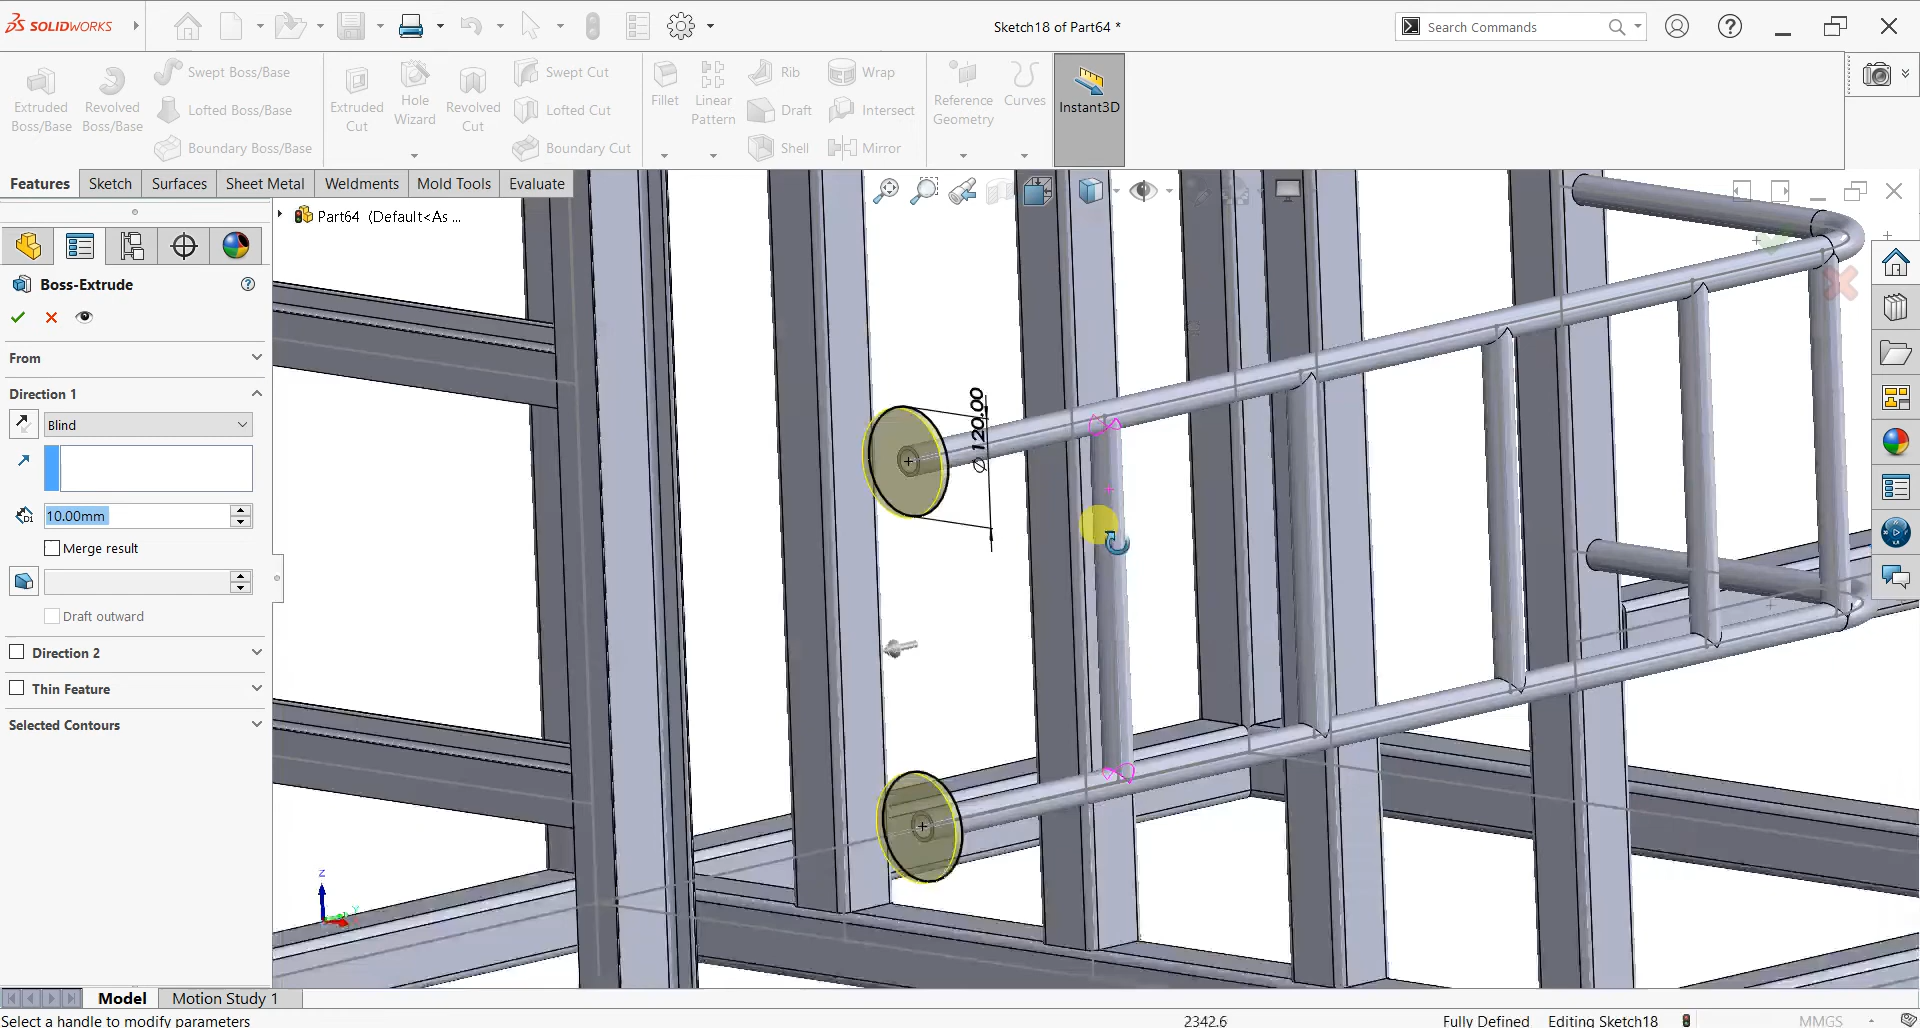 SOLIDWORKS
Sketch18 of Part64 *
Search Commands
Extruded Boss/Base
Revolved Boss/Base
Swept Boss/Base
Lofted Boss/Base
Boundary Boss/Base
Extruded Cut
Hole Wizard
Revolved Cut
Swept Cut
Lofted Cut
Boundary Cut
Fillet
Linear Pattern
Rib
Draft
Shell
Wrap
Intersect
Mirror
Reference Geometry
Curves
Instant3D
Features
Sketch
Surfaces
Sheet Metal
Weldments
Mold Tools
Evaluate
Part64 (Default<As ...
Boss-Extrude
From
Direction 1
Blind
D1
10.00mm
Merge result
Draft outward
Direction 2
Thin Feature
Selected Contours
Ø 120.00
Z
Y
Model
Motion Study 1
Select a handle to modify parameters
2342.6
Fully Defined
Editing Sketch18
MMGS